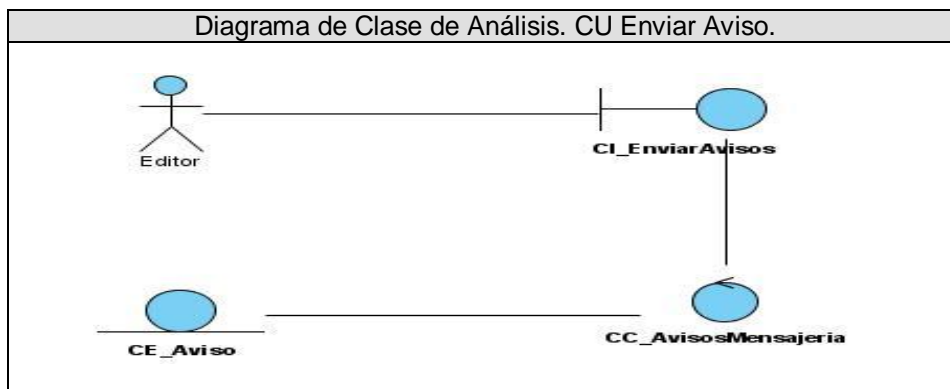 Diagrama de Clase de Análisis. CU Enviar Aviso.
Editor
CI_EnviarAvisos
CE_Aviso
CC_AvisosMensajeria